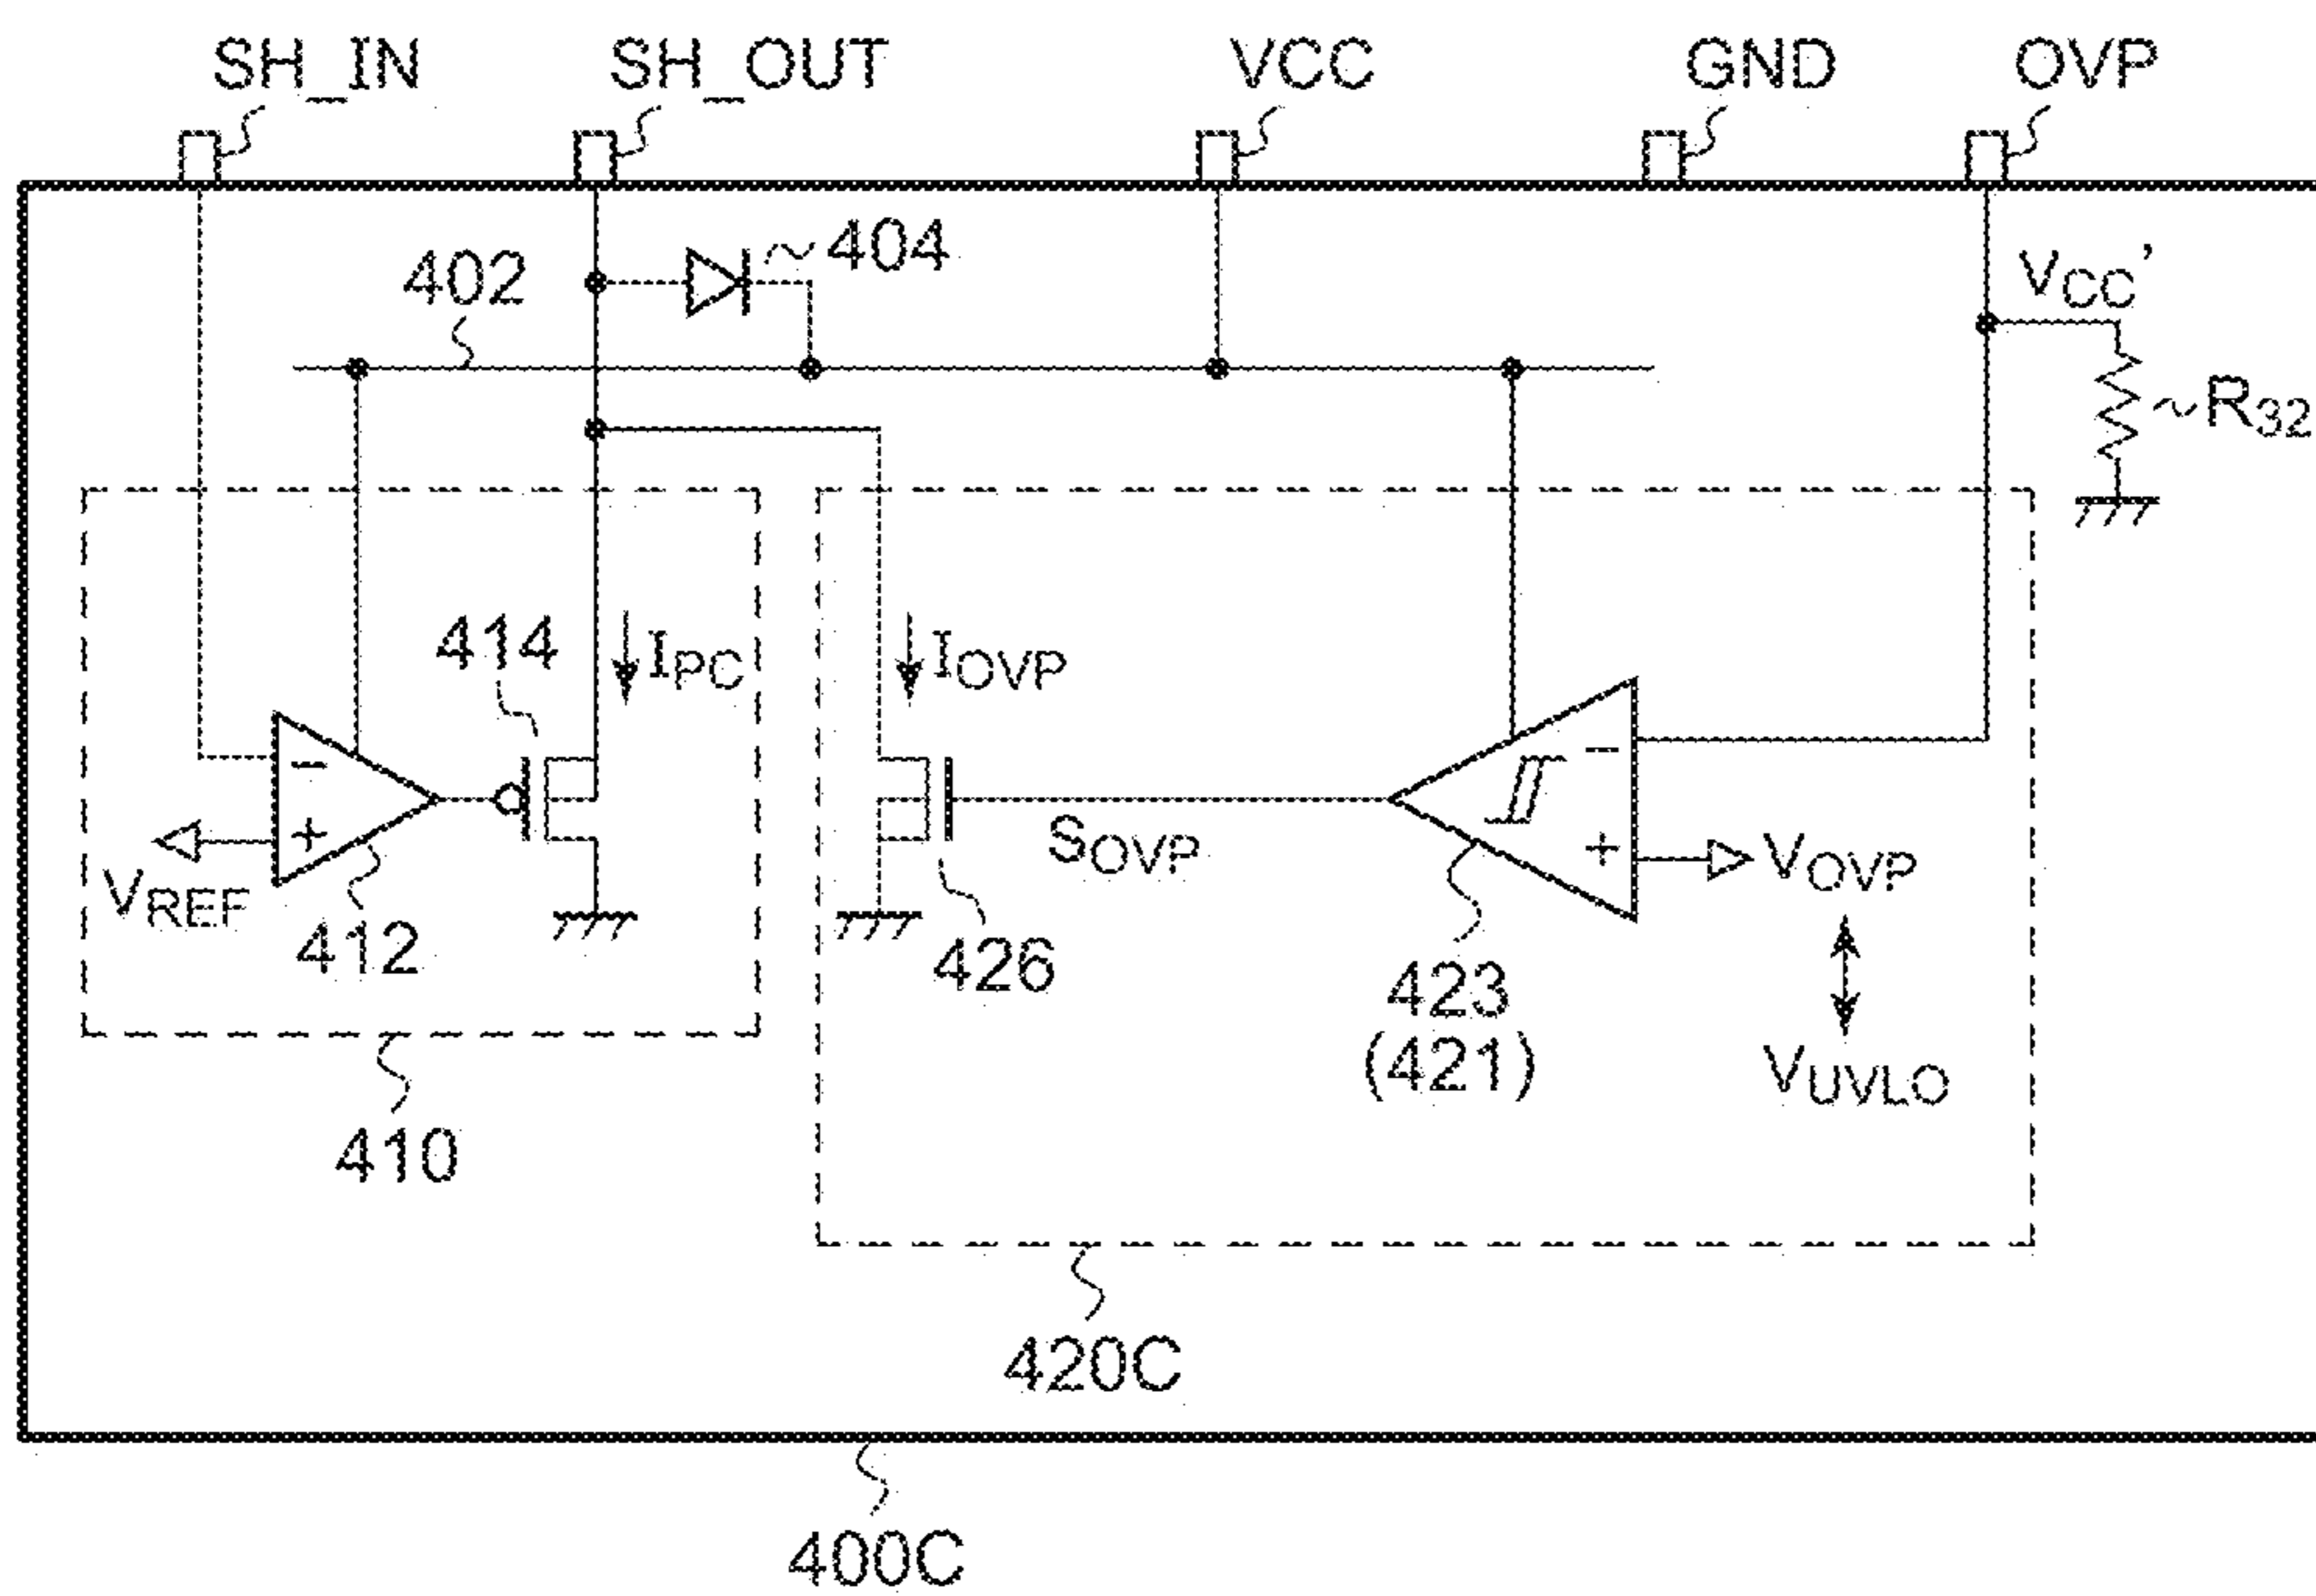 SH_IN SH_OUT VCC GND OVP
404
402
VCC'
R32
414
IPC
IOVP
−
−
+
+
VREF
SOVP
VOVP
412
426
423
(421)
VUVLO
410
420C
400C